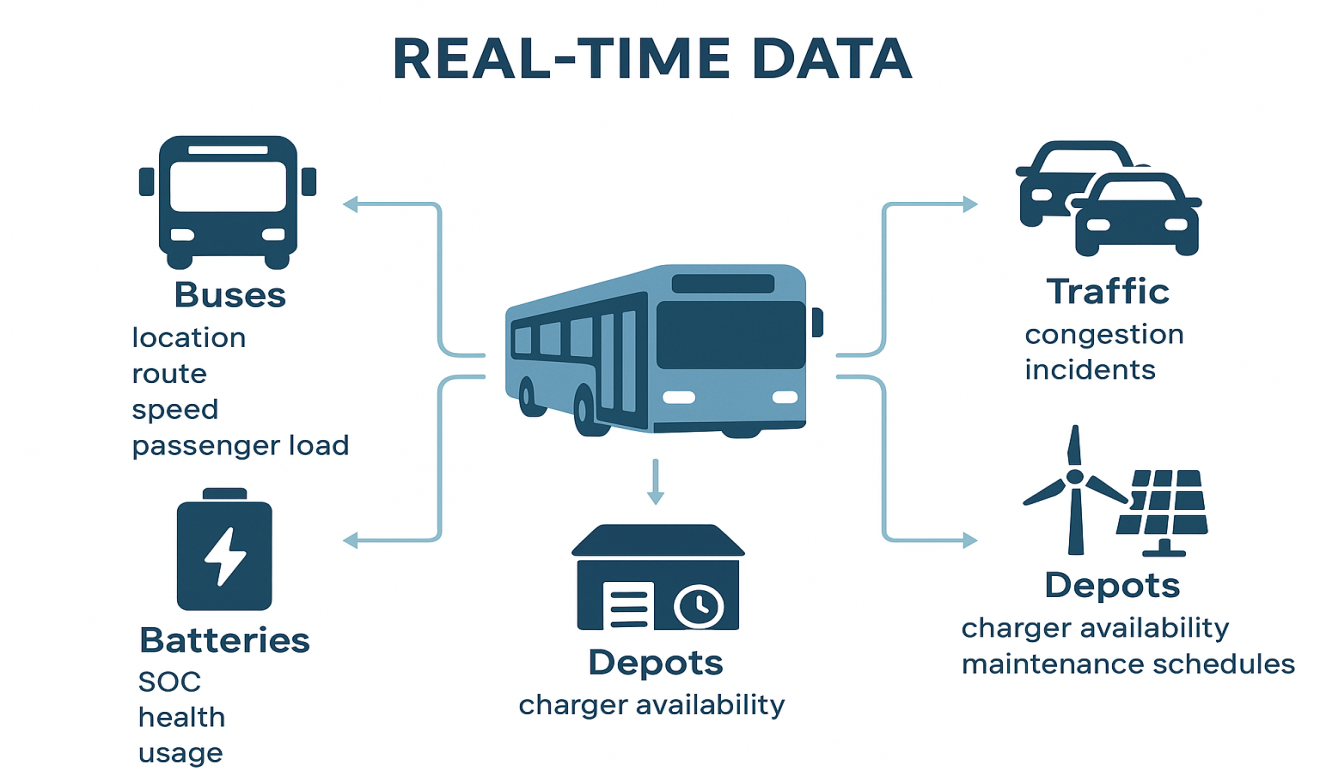 REAL-TIME DATA
Buses
location
route
speed
passenger load
Traffic
congestion
incidents
Batteries
SOC
health
usage
Depots
charger availability
Depots
charger availability
maintenance schedules